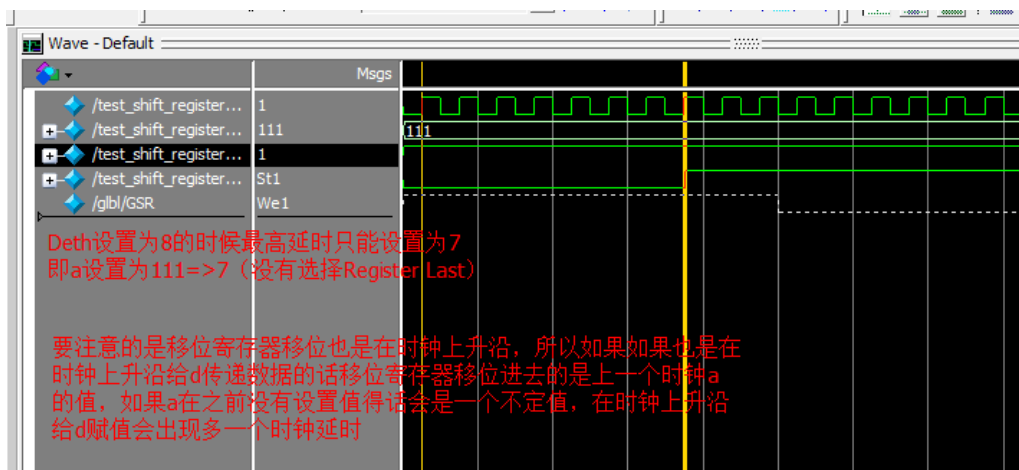 Wave - Default
Msgs
/test_shift_register... 1
/test_shift_register... 111
111
/test_shift_register... 1
/test_shift_register... St1
/glbl/GSR We1
Deth设置为8的时候最高延时只能设置为7
即a设置为111=>7（没有选择Register Last）
要注意的是移位寄存器移位也是在时钟上升沿，所以如果如果也是在
时钟上升沿给d传递数据的话移位寄存器移位进去的是上一个时钟a
的值，如果a在之前没有设置值得话会是一个不定值，在时钟上升沿
给d赋值会出现多一个时钟延时